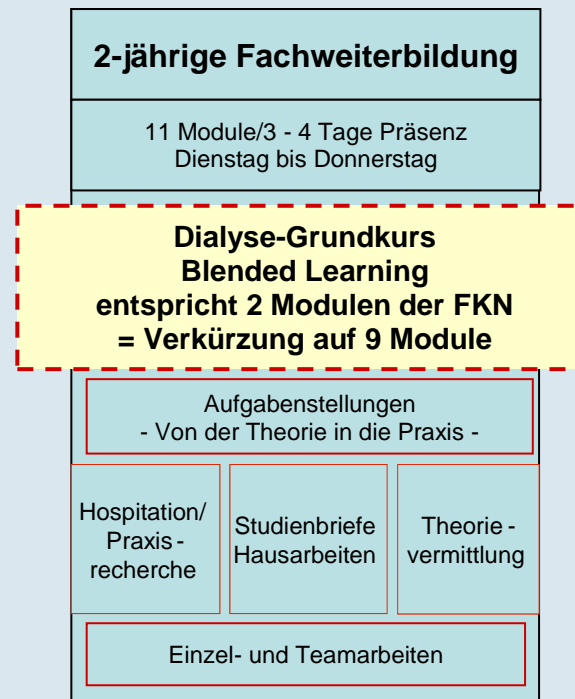 2-jährige Fachweiterbildung
11 Module/3 - 4 Tage Präsenz
Dienstag bis Donnerstag
Dialyse-Grundkurs
Blended Learning
entspricht 2 Modulen der FKN
= Verkürzung auf 9 Module
Aufgabenstellungen
- Von der Theorie in die Praxis -
Hospitation/
Praxis -
recherche
Studienbriefe
Hausarbeiten
Theorie -
vermittlung
Einzel- und Teamarbeiten